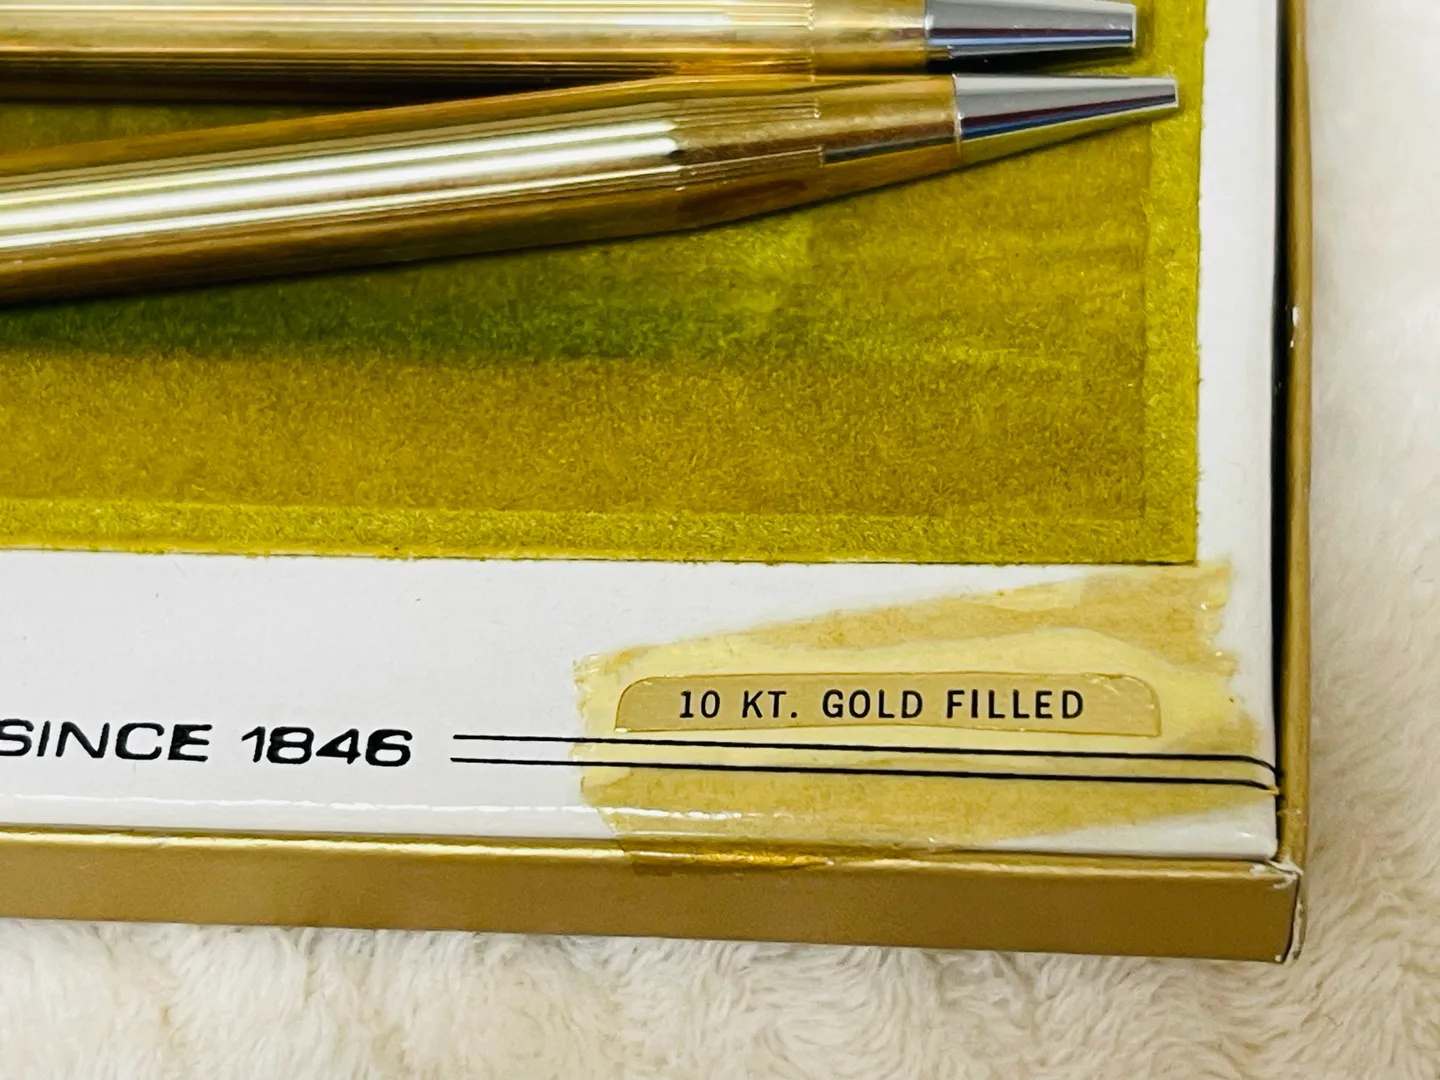 10 KT. GOLD FILLED
SINCE 1846